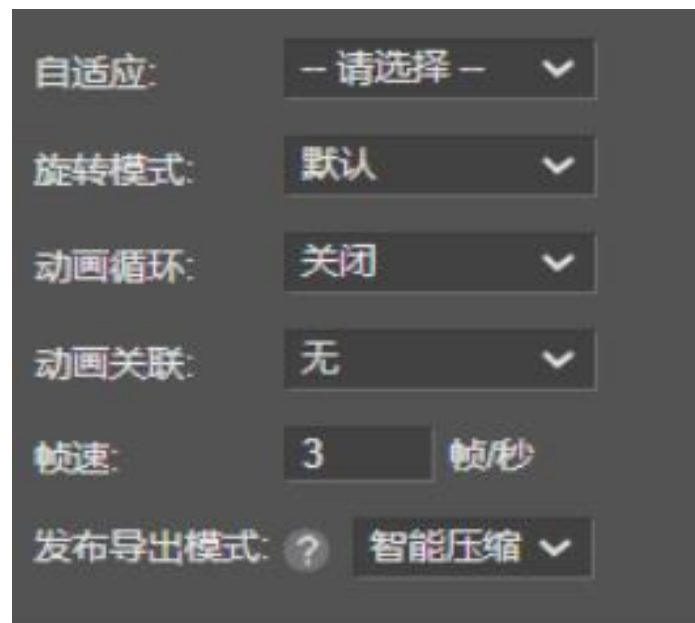 自适应: -- 请选择 --
旋转模式: 默认
动画循环: 关闭
动画关联: 无
帧速: 3 帧/秒
发布导出模式: ? 智能压缩